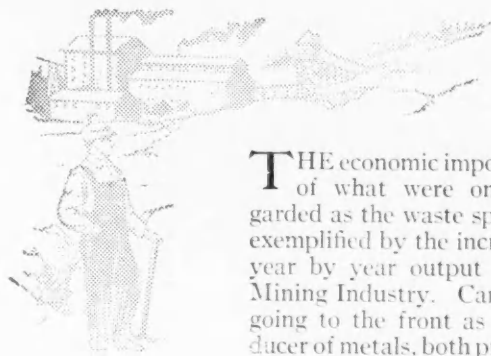 THE economic impo
of what were or
garded as the waste sp
exemplified by the incr
year by year output
Mining Industry. Can
going to the front as
ducer of metals, both p